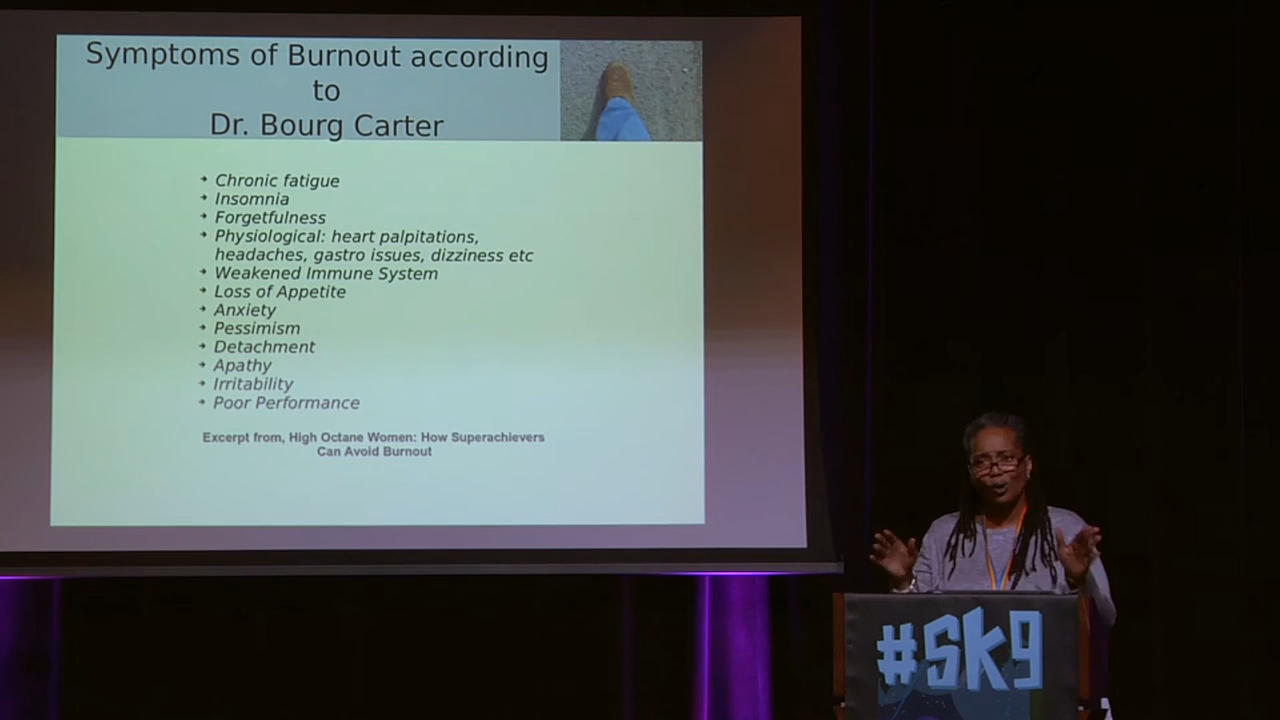 Symptoms of Burnout according
to
Dr. Bourg Carter
Chronic fatigue
Insomnia
Forgetfulness
Physiological: heart palpitations,
headaches, gastro issues, dizziness etc
Weakened Immune System
Loss of Appetite
Anxiety
Pessimism
Detachment
Apathy
Irritability
Poor Performance
Excerpt from, High Octane Women: How Superachievers
Can Avoid Burnout
#sk9